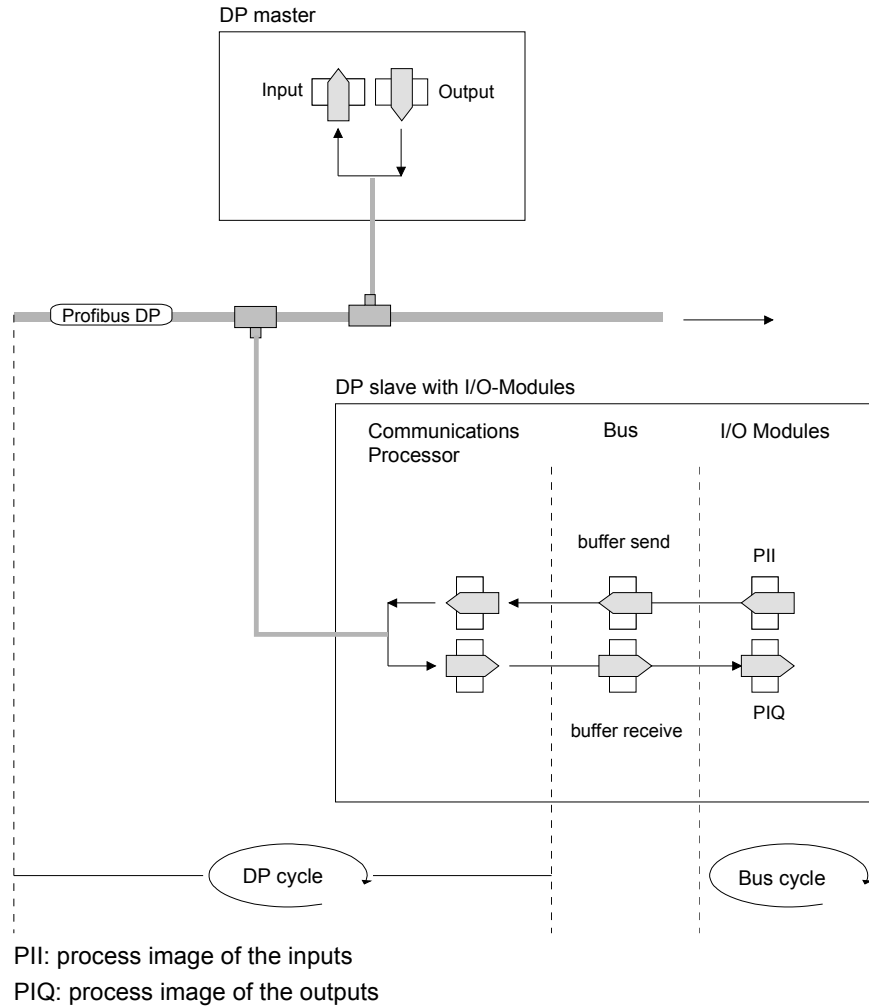 DP master
Input
Output
Profibus DP
DP slave with I/O-Modules
Communications
Processor
Bus
I/O Modules
buffer send
PII
buffer receive
PIQ
DP cycle
Bus cycle
PII: process image of the inputs
PIQ: process image of the outputs